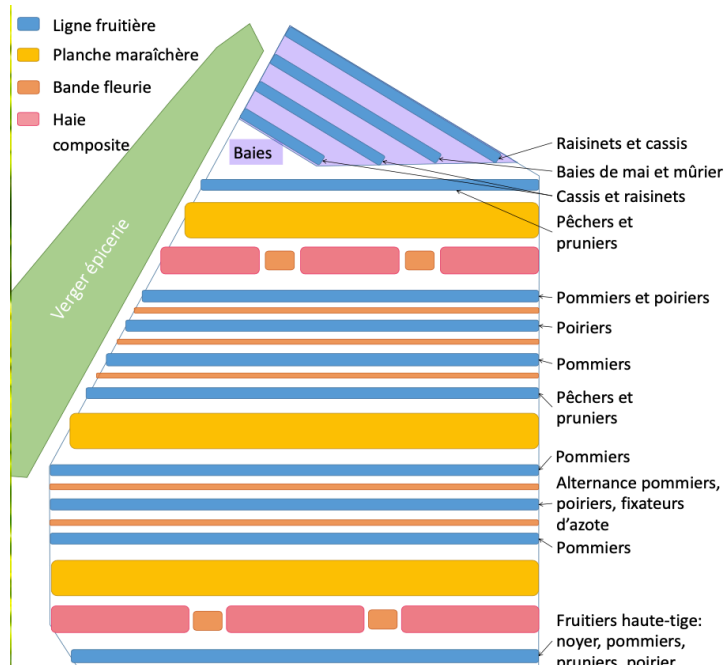 Ligne fruitière
Planche maraîchère
Bande fleurie
Haie
composite
Verger épicerie
Baies
Raisinets et cassis
Baies de mai et mûrier
Cassis et raisinets
Pêchers et
pruniers
Pommiers et poiriers
Poiriers
Pommiers
Pêchers et
pruniers
Pommiers
Alternance pommiers,
poiriers, fixateurs
d’azote
Pommiers
Fruitiers haute-tige:
noyer, pommiers,
pruniers, poirier